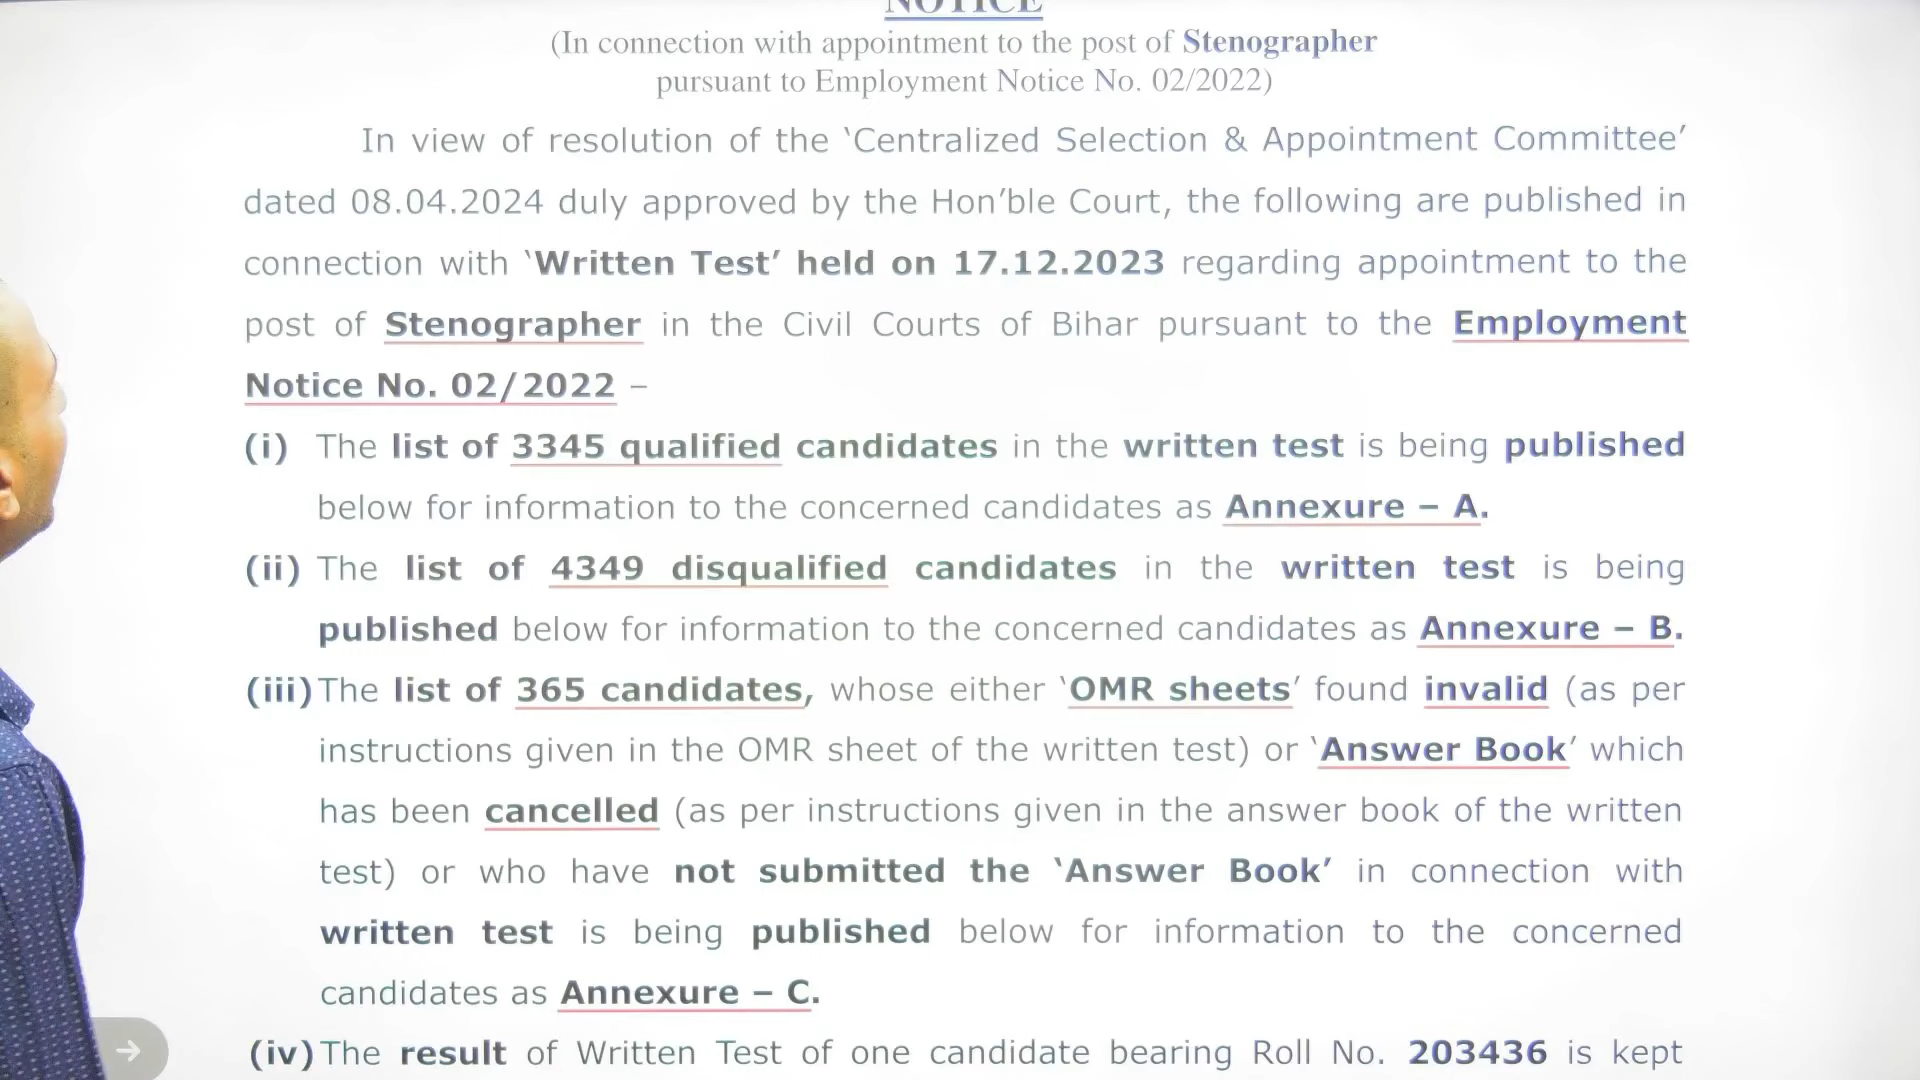 NOTICE
(In connection with appointment to the post of Stenographer
pursuant to Employment Notice No. 02/2022)
In view of resolution of the ‘Centralized Selection & Appointment Committee’
dated 08.04.2024 duly approved by the Hon’ble Court, the following are published in
connection with ‘Written Test’ held on 17.12.2023 regarding appointment to the
post of Stenographer in the Civil Courts of Bihar pursuant to the Employment
Notice No. 02/2022 –
(i) The list of 3345 qualified candidates in the written test is being published
below for information to the concerned candidates as Annexure – A.
(ii) The list of 4349 disqualified candidates in the written test is being
published below for information to the concerned candidates as Annexure – B.
(iii) The list of 365 candidates, whose either ‘OMR sheets’ found invalid (as per
instructions given in the OMR sheet of the written test) or ‘Answer Book’ which
has been cancelled (as per instructions given in the answer book of the written
test) or who have not submitted the ‘Answer Book’ in connection with
written test is being published below for information to the concerned
candidates as Annexure – C.
(iv) The result of Written Test of one candidate bearing Roll No. 203436 is kept